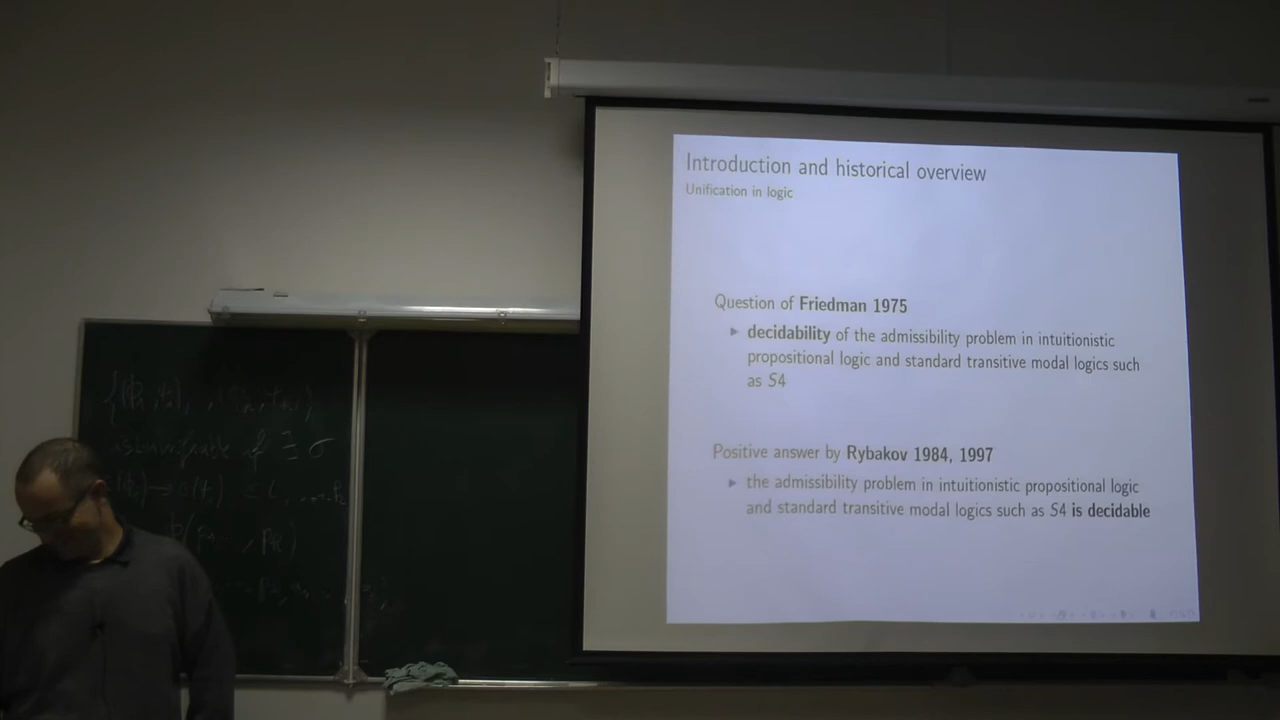 Introduction and historical overview
Unification in logic
Question of Friedman 1975
▸ decidability of the admissibility problem in intuitionistic
propositional logic and standard transitive modal logics such
as S4
Positive answer by Rybakov 1984, 1997
▸ the admissibility problem in intuitionistic propositional logic
and standard transitive modal logics such as S4 is decidable
if ∃ σ